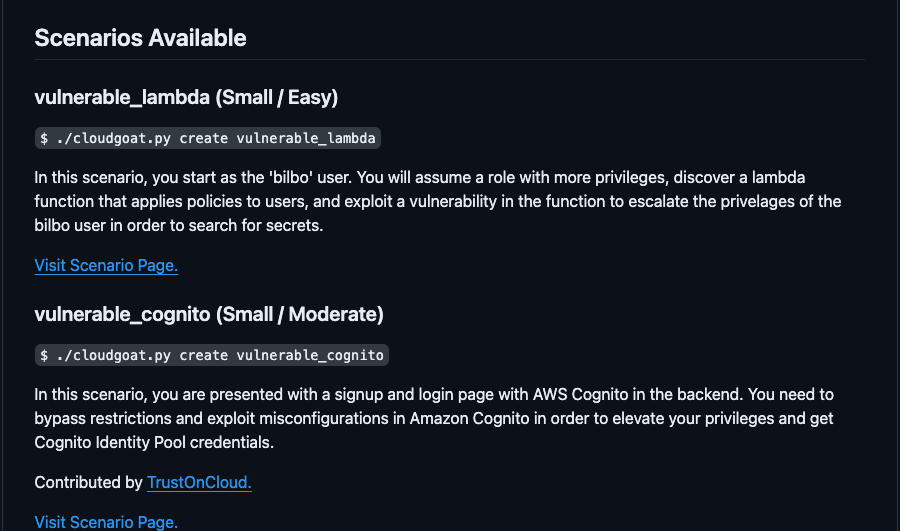 Scenarios Available
vulnerable_lambda (Small / Easy)
$ ./cloudgoat.py create vulnerable_lambda
In this scenario, you start as the 'bilbo' user. You will assume a role with more privileges, discover a lambda
function that applies policies to users, and exploit a vulnerability in the function to escalate the privelages of the
bilbo user in order to search for secrets.
Visit Scenario Page.
vulnerable_cognito (Small / Moderate)
$ ./cloudgoat.py create vulnerable_cognito
In this scenario, you are presented with a signup and login page with AWS Cognito in the backend. You need to
bypass restrictions and exploit misconfigurations in Amazon Cognito in order to elevate your privileges and get
Cognito Identity Pool credentials.
Contributed by TrustOnCloud.
Visit Scenario Page.